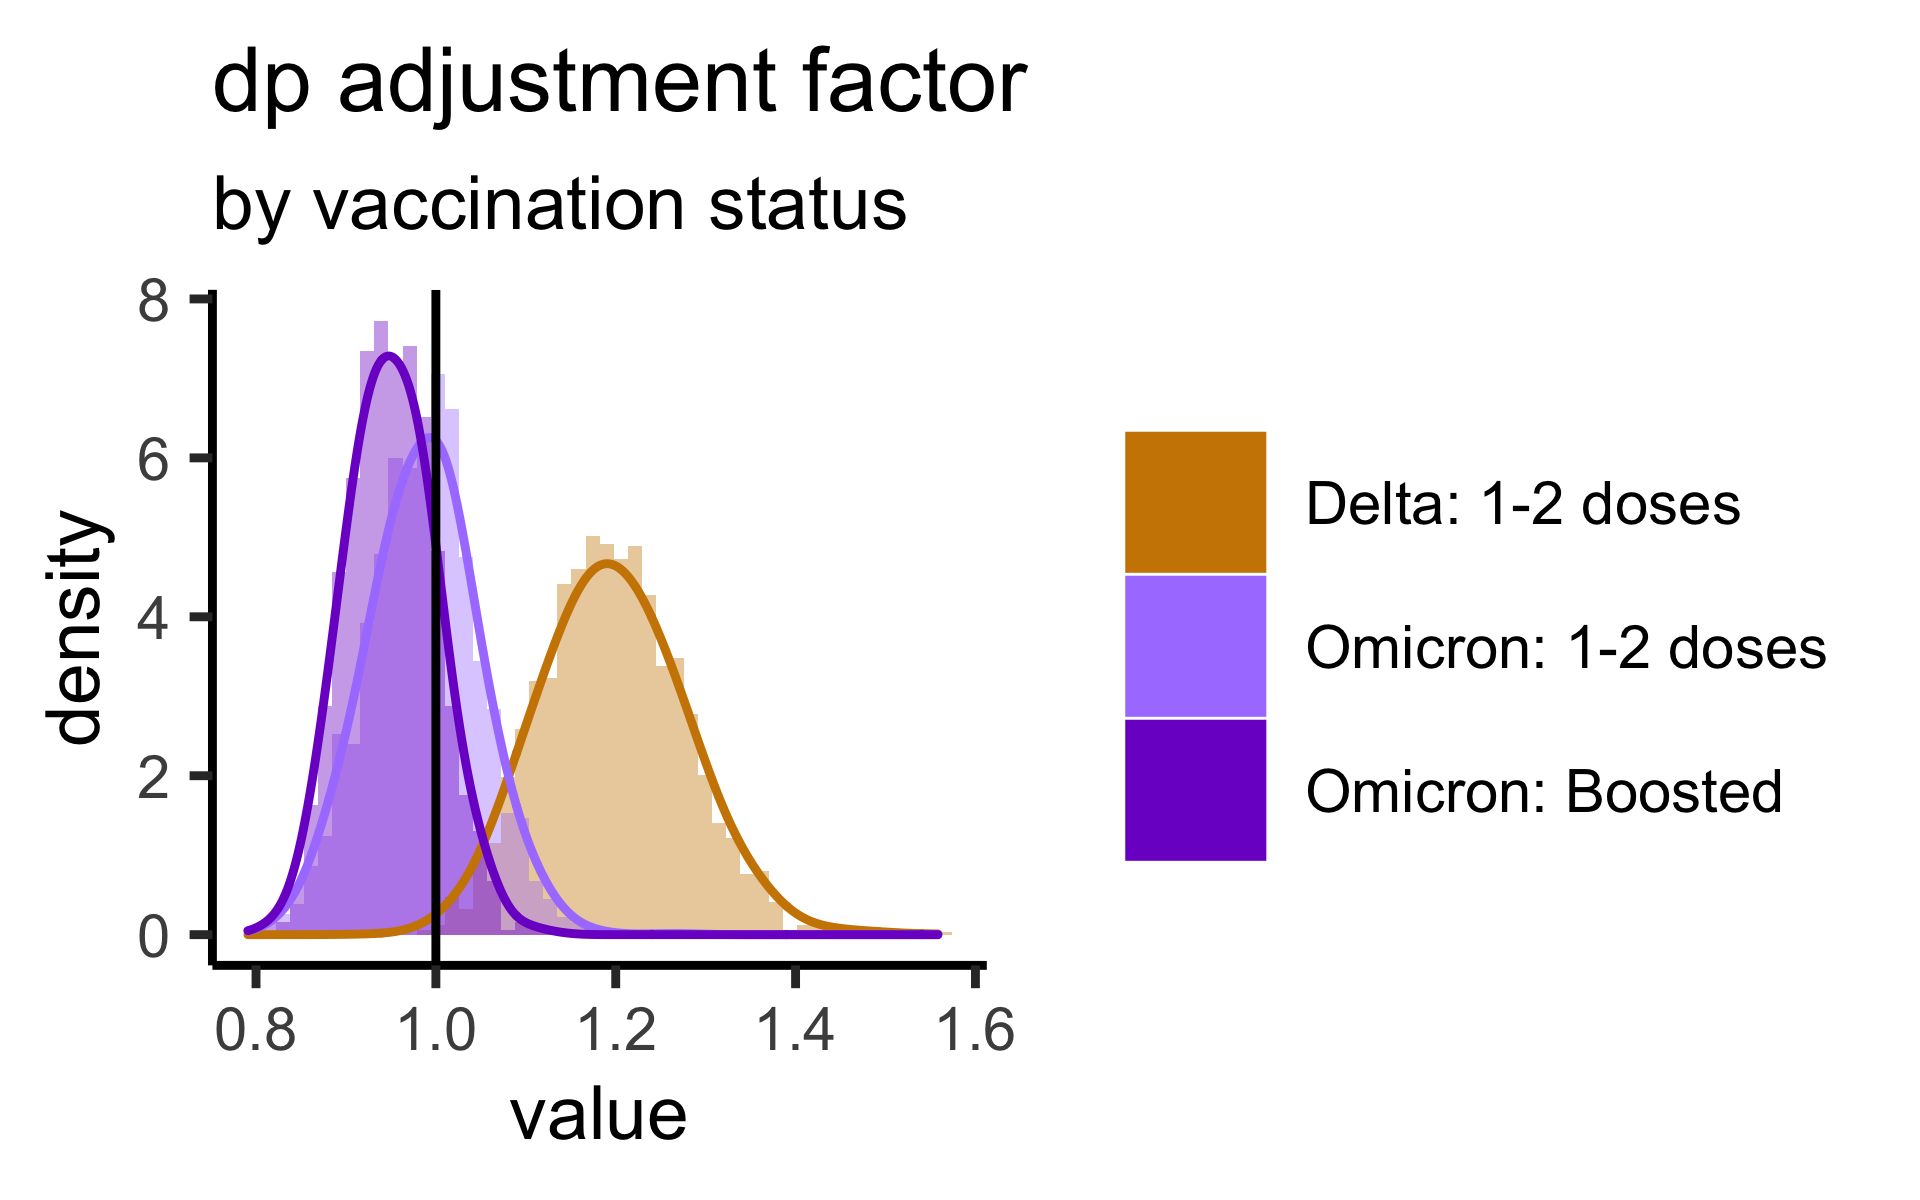 dp adjustment factor
by vaccination status
8
6
4
2
0
density
0.8 1.0 1.2 1.4 1.6
value
Delta: 1-2 doses
Omicron: 1-2 doses
Omicron: Boosted